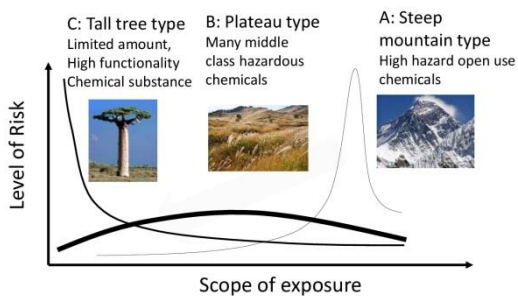 C: Tall tree type
Limited amount,
High functionality
Chemical substance
B: Plateau type
Many middle
class hazardous
chemicals
A: Steep
mountain type
High hazard open use
chemicals
Level of Risk
Scope of exposure